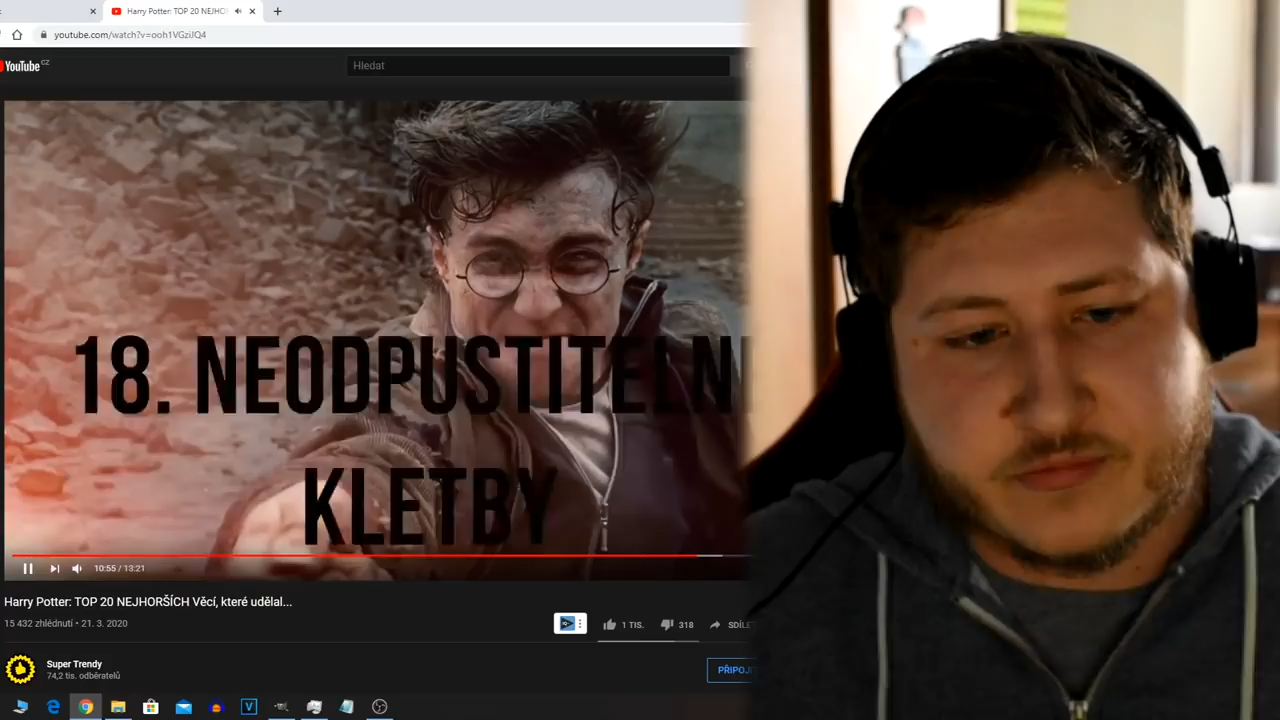 Harry Potter: TOP 20 NEJHO
youtube.com/watch?v=ooh1VGziJQ4
YouTube CZ
Hledat
18. NEODPUSTITELN
KLETBY
10:55 / 13:21
Harry Potter: TOP 20 NEJHORŠÍCH Věcí, které udělal...
15 432 zhlédnutí • 21. 3. 2020
1 TIS.
318
SDÍLE
Super Trendy
74,2 tis. odběratelů
PŘIPOJ